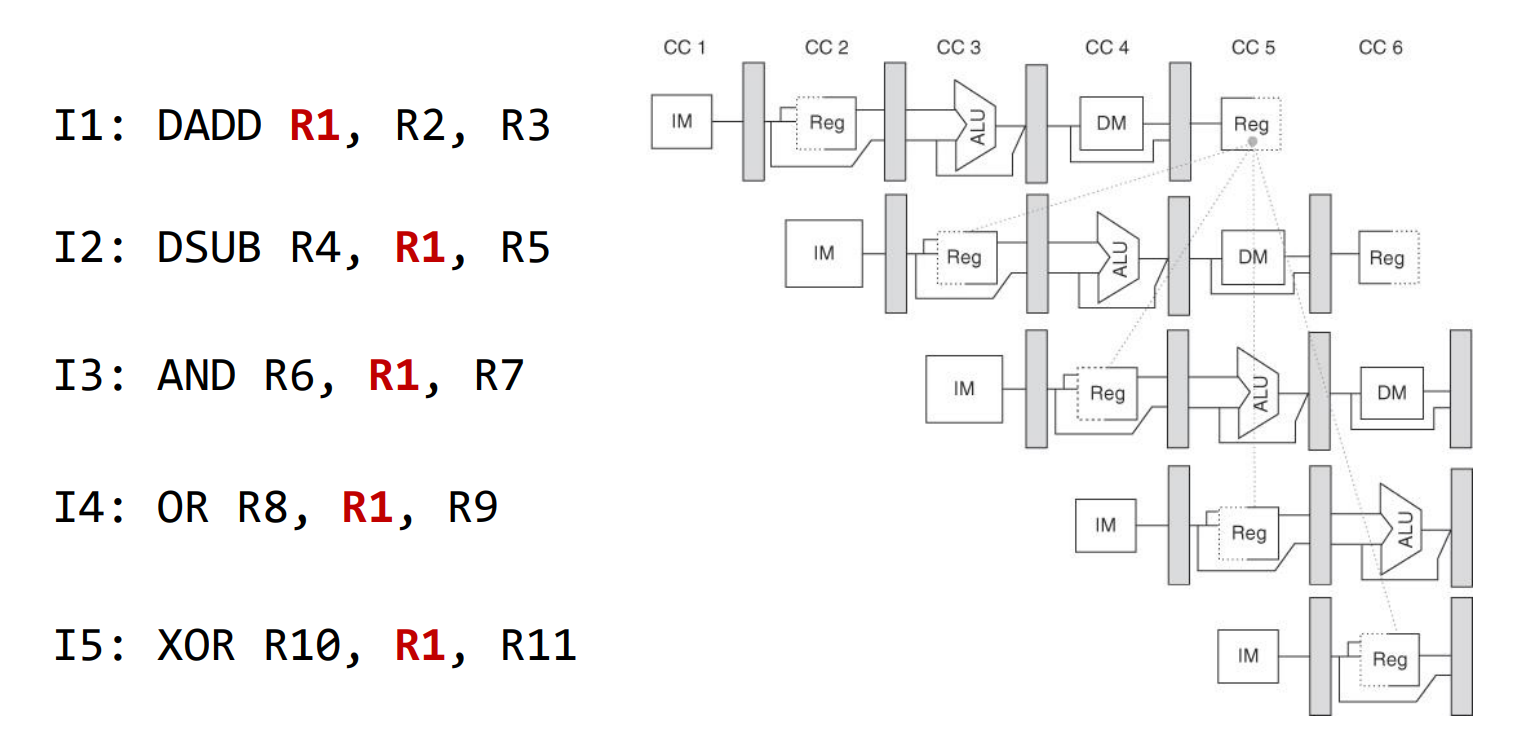 CC 1 CC 2 CC 3 CC 4 CC 5 CC 6
I1: DADD R1, R2, R3
IM Reg ALU DM Reg
I2: DSUB R4, R1, R5
IM Reg ALU DM Reg
I3: AND R6, R1, R7
IM Reg ALU DM
I4: OR R8, R1, R9
IM Reg ALU
I5: XOR R10, R1, R11
IM Reg